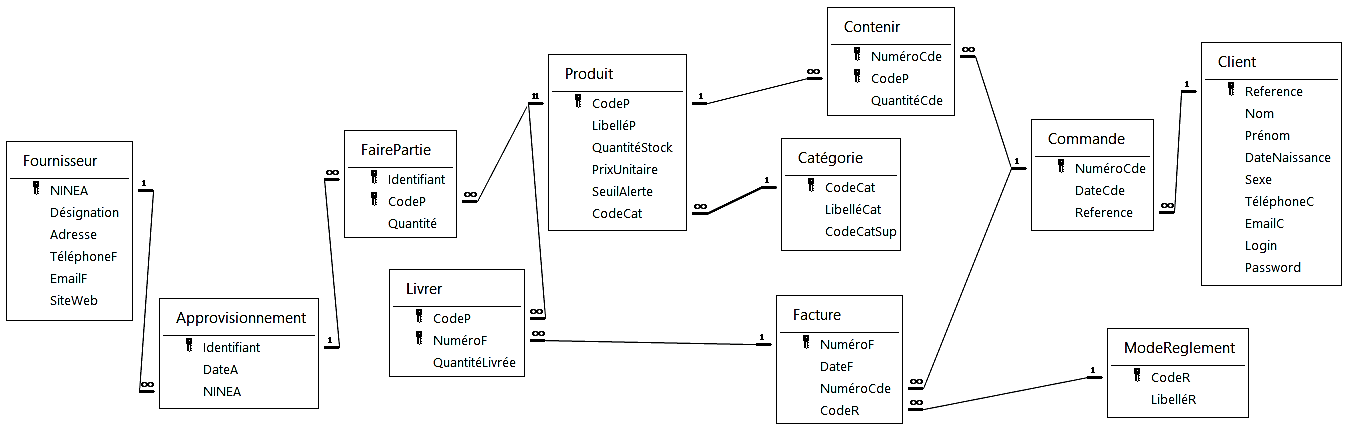 Fournisseur
NINEA
Désignation
Adresse
TéléphoneF
EmailF
SiteWeb
1
∞
Approvisionnement
Identifiant
DateA
NINEA
1
∞
FairePartie
Identifiant
CodeP
Quantité
∞
11
Livrer
CodeP
NuméroF
QuantitéLivrée
∞
∞
Produit
CodeP
LibelléP
QuantitéStock
PrixUnitaire
SeuilAlerte
CodeCat
1
∞
∞
1
Catégorie
CodeCat
LibelléCat
CodeCatSup
Contenir
NuméroCde
CodeP
QuantitéCde
∞
1
1
Facture
NuméroF
DateF
NuméroCde
CodeR
∞
∞
Commande
NuméroCde
DateCde
Reference
∞
1
Client
Reference
Nom
Prénom
DateNaissance
Sexe
TéléphoneC
EmailC
Login
Password
1
ModeReglement
CodeR
LibelléR